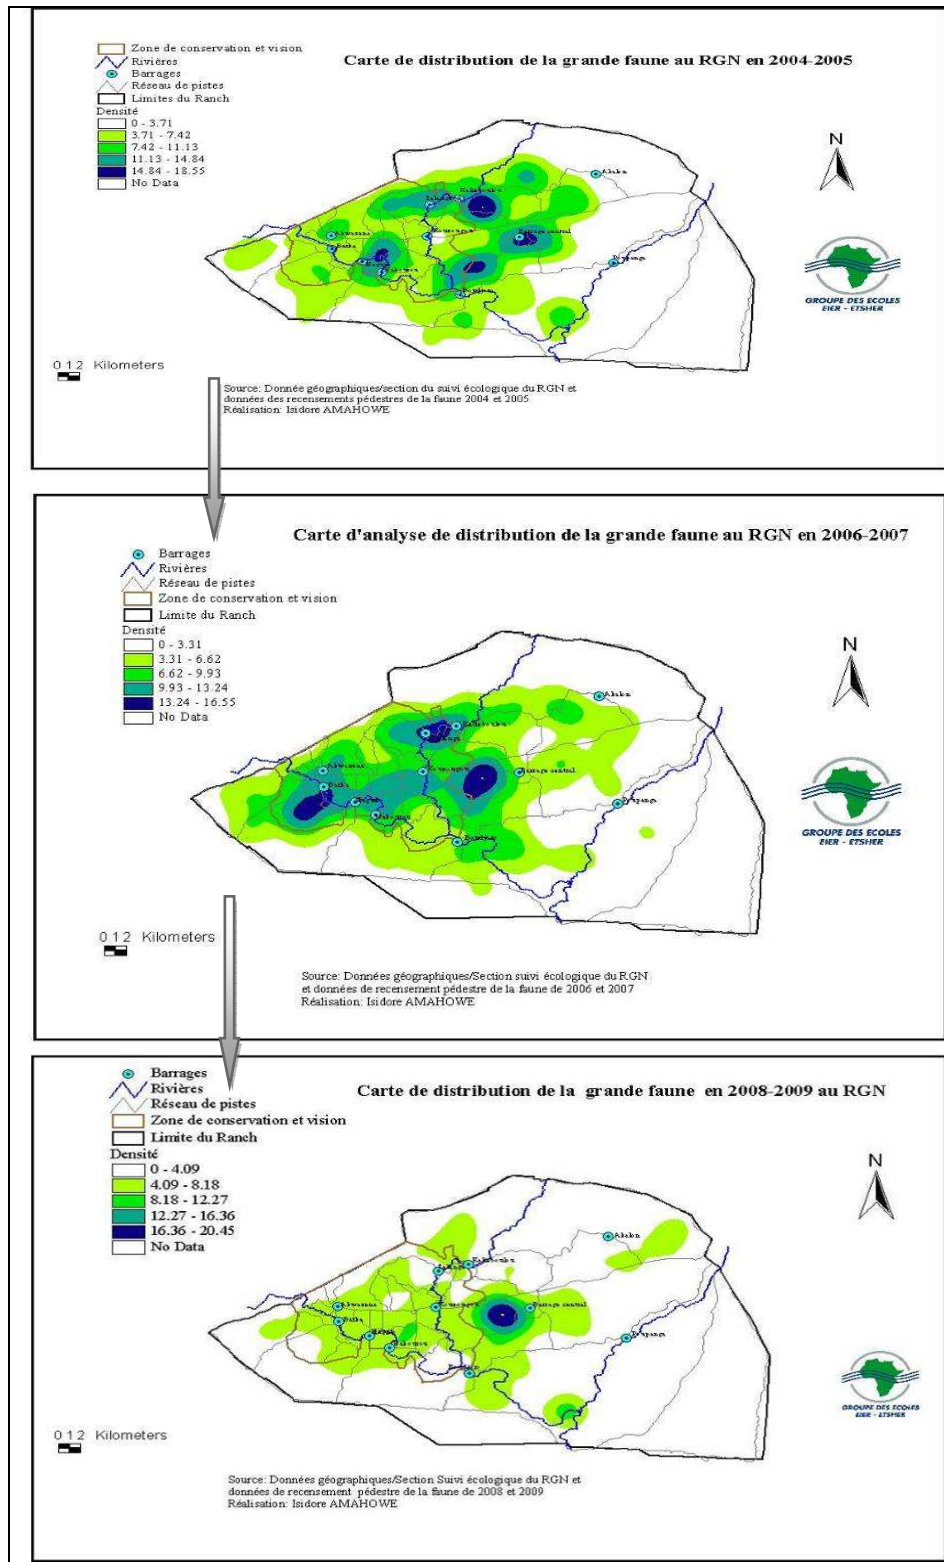 Zone de conservation et vision
Rivières
Barrages
Réseau de pistes
Limites du Ranch
Densité
0 - 3.71
3.71 - 7.42
7.42 - 11.13
11.13 - 14.84
14.84 - 18.55
No Data
Carte de distribution de la grande faune au RGN en 2004-2005
N
Barrage central
GROUPE DES ECOLES
EIER - ETSHER
0 1 2 Kilometers
Source: Donnée géographiques/section du suivi écologique du RGN et
données des recensements pédestres de la faune 2004 et 2005
Réalisation: Isidore AMAHOWE
Carte d'analyse de distribution de la grande faune au RGN en 2006-2007
Barrages
Rivières
Réseau de pistes
Zone de conservation et vision
Limite du Ranch
Densité
0 - 3.31
3.31 - 6.62
6.62 - 9.93
9.93 - 13.24
13.24 - 16.55
No Data
N
Barrage central
GROUPE DES ECOLES
EIER - ETSHER
0 1 2 Kilometers
Source: Données géographiques/Section suivi écologique du RGN
et données de recensement pédestre de la faune de 2006 et 2007
Réalisation: Isidore AMAHOWE
Barrages
Rivières
Réseau de pistes
Zone de conservation et vision
Limite du Ranch
Densité
0 - 4.09
4.09 - 8.18
8.18 - 12.27
12.27 - 16.36
16.36 - 20.45
No Data
Carte de distribution de la grande faune en 2008-2009 au RGN
N
Barrage central
GROUPE DES ECOLES
EIER - ETSHER
0 1 2 Kilometers
Source: Données géographiques/Section Suivi écologique du RGN et
données de recensement pédestre de la faune de 2008 et 2009
Réalisation: Isidore AMAHOWE